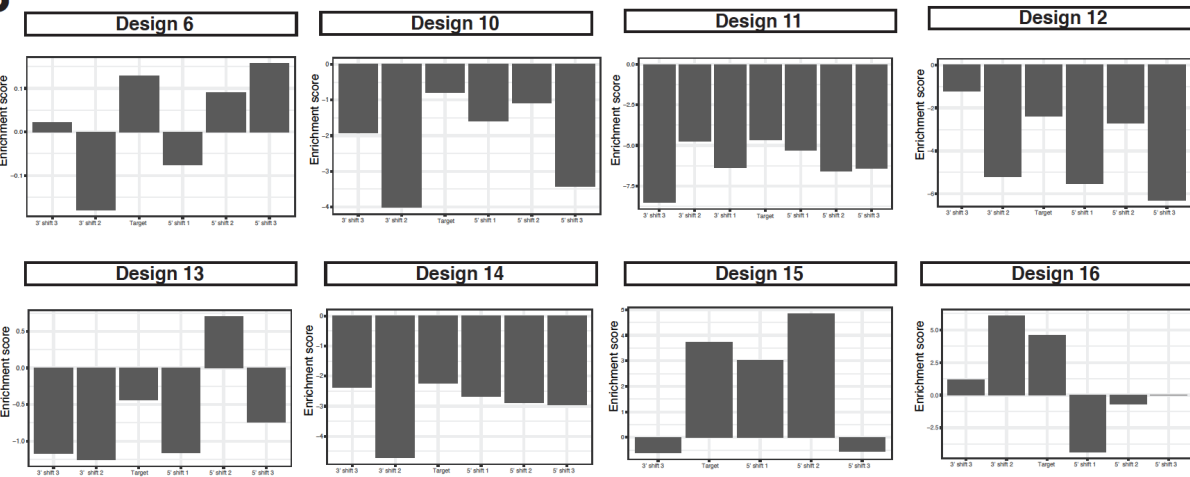 Design 6
Design 10
Design 11
Design 12
Enrichment score
0.1
0.0
-0.1
3' shift 3 3' shift 2 Target 5' shift 1 5' shift 2 5' shift 3
Enrichment score
0
-1
-2
-3
-4
3' shift 3 3' shift 2 Target 5' shift 1 5' shift 2 5' shift 3
Enrichment score
0.0
-2.5
-5.0
-7.5
3' shift 3 3' shift 2 3' shift 1 Target 5' shift 1 5' shift 2 5' shift 3
Enrichment score
0
-2
-4
-6
3' shift 3 3' shift 2 Target 5' shift 1 5' shift 2 5' shift 3
Design 13
Design 14
Design 15
Design 16
Enrichment score
0.5
0.0
-0.5
-1.0
3' shift 3 3' shift 2 Target 5' shift 1 5' shift 2 5' shift 3
Enrichment score
0
-1
-2
-3
-4
3' shift 3 3' shift 2 Target 5' shift 1 5' shift 2 5' shift 3
Enrichment score
5
4
3
2
1
0
3' shift 3 Target 5' shift 1 5' shift 2 5' shift 3
Enrichment score
5.0
2.5
0.0
-2.5
3' shift 3 3' shift 2 Target 5' shift 1 5' shift 2 5' shift 3